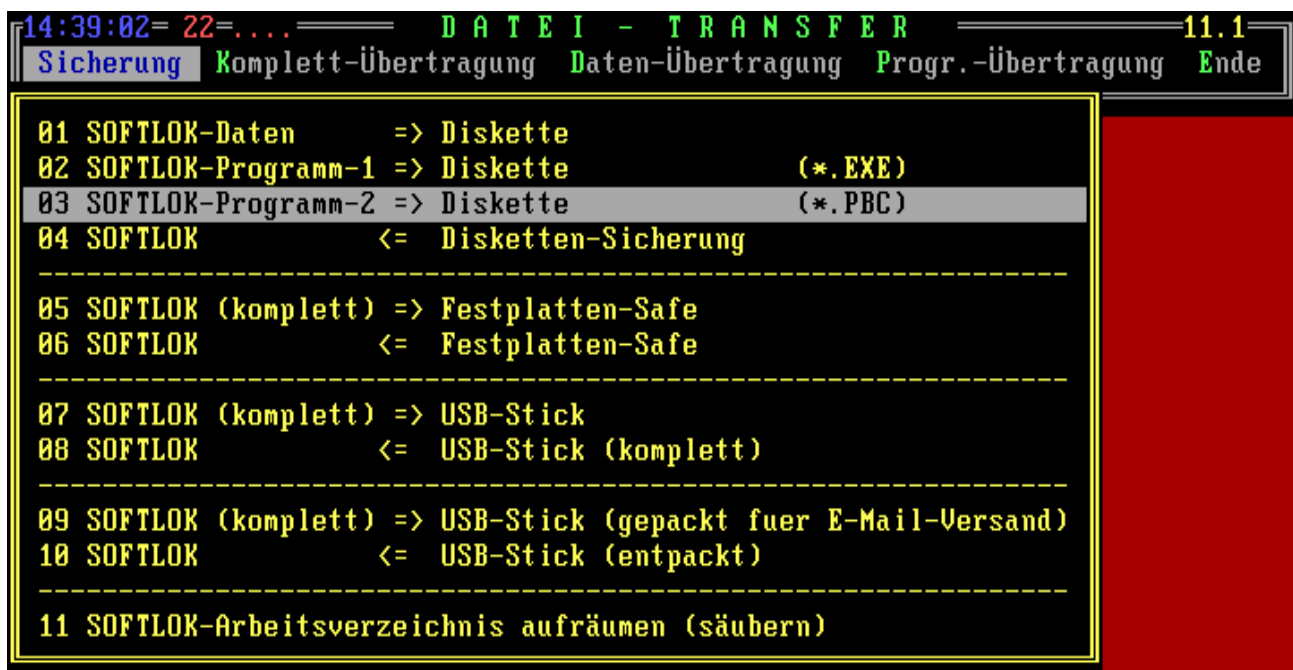 14:39:02= 22=....═════ D A T E I - T R A N S F E R ═════11.1═
Sicherung Komplett-Übertragung Daten-Übertragung Progr.-Übertragung Ende
01 SOFTLOK-Daten => Diskette
02 SOFTLOK-Programm-1 => Diskette (*.EXE)
03 SOFTLOK-Programm-2 => Diskette (*.PBC)
04 SOFTLOK <= Disketten-Sicherung
05 SOFTLOK (komplett) => Festplatten-Safe
06 SOFTLOK <= Festplatten-Safe
07 SOFTLOK (komplett) => USB-Stick
08 SOFTLOK <= USB-Stick (komplett)
09 SOFTLOK (komplett) => USB-Stick (gepackt fuer E-Mail-Versand)
10 SOFTLOK <= USB-Stick (entpackt)
11 SOFTLOK-Arbeitsverzeichnis aufräumen (säubern)